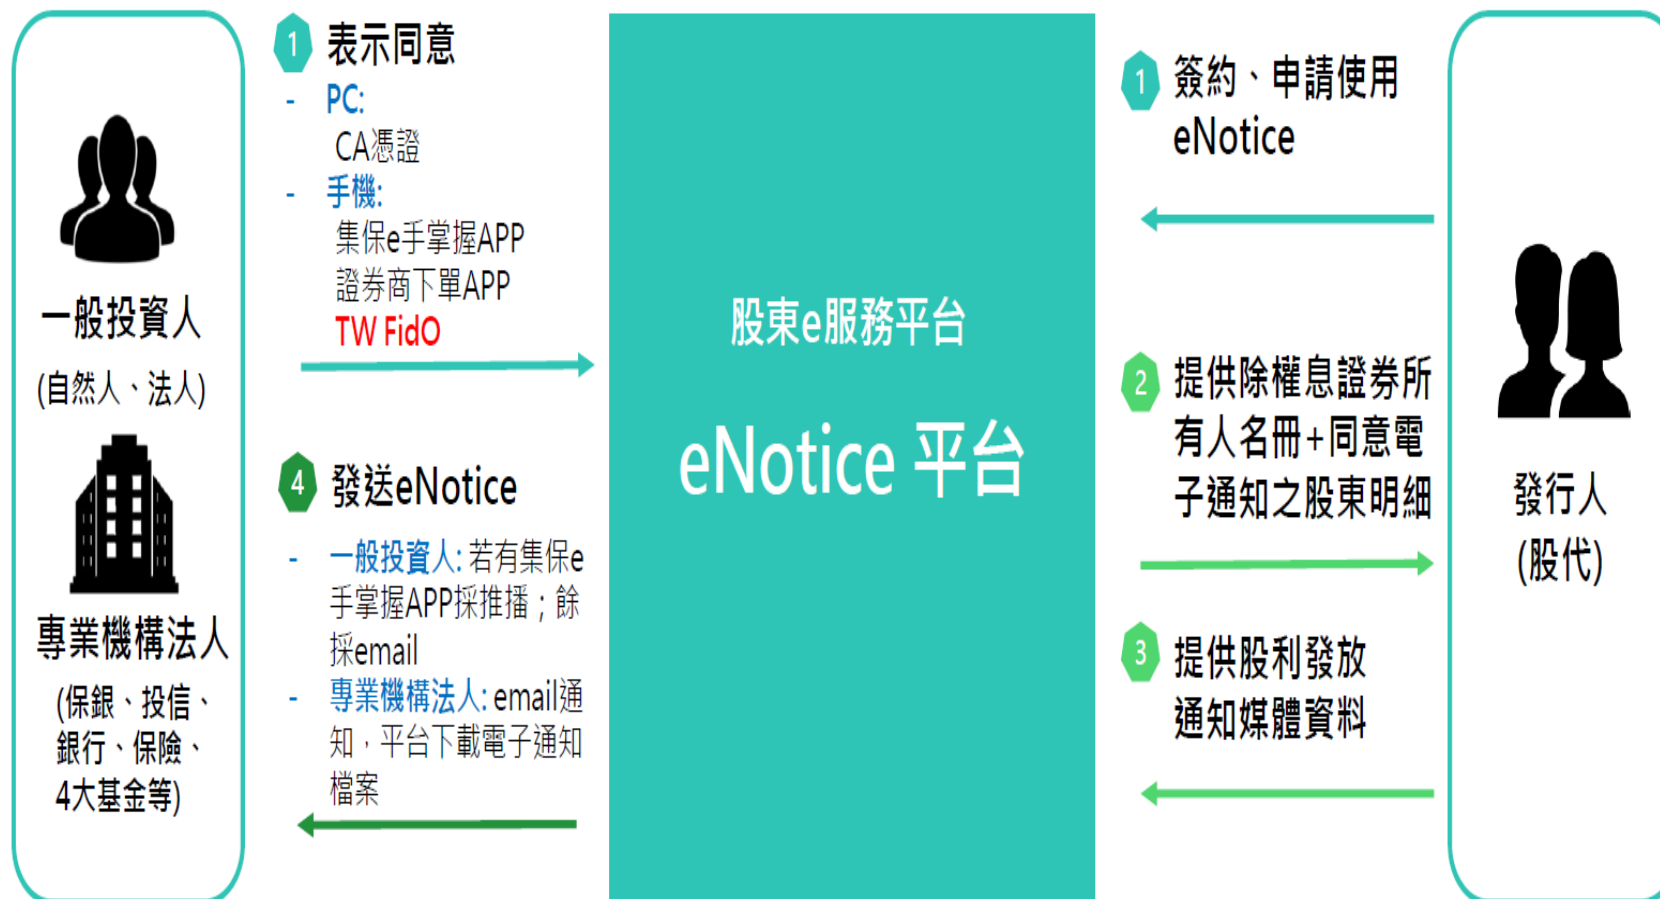 一般投資人
(自然人、法人)
專業機構法人
(保銀、投信、
銀行、保險、
4大基金等)
1 表示同意
- PC:
CA憑證
- 手機:
集保e手掌握APP
證券商下單APP
TW FidO
4 發送eNotice
- 一般投資人: 若有集保e
手掌握APP採推播；餘
採email
- 專業機構法人: email通
知，平台下載電子通知
檔案
股東e服務平台
eNotice 平台
1 簽約、申請使用
eNotice
2 提供除權息證券所
有人名冊+同意電
子通知之股東明細
3 提供股利發放
通知媒體資料
發行人
(股代)